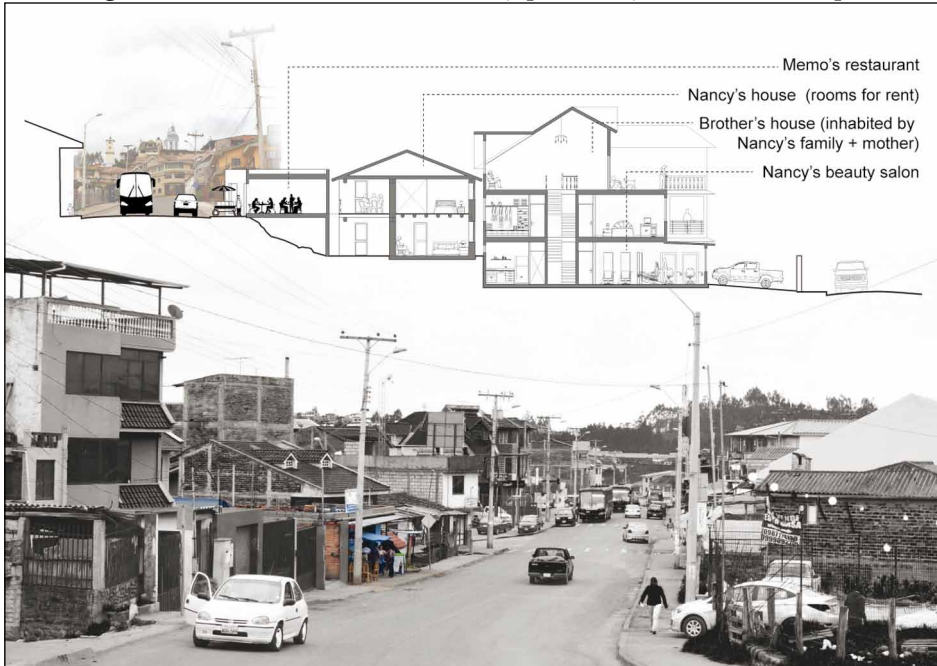 Memo's restaurant
Nancy's house (rooms for rent)
Brother's house (inhabited by
Nancy's family + mother)
Nancy's beauty salon